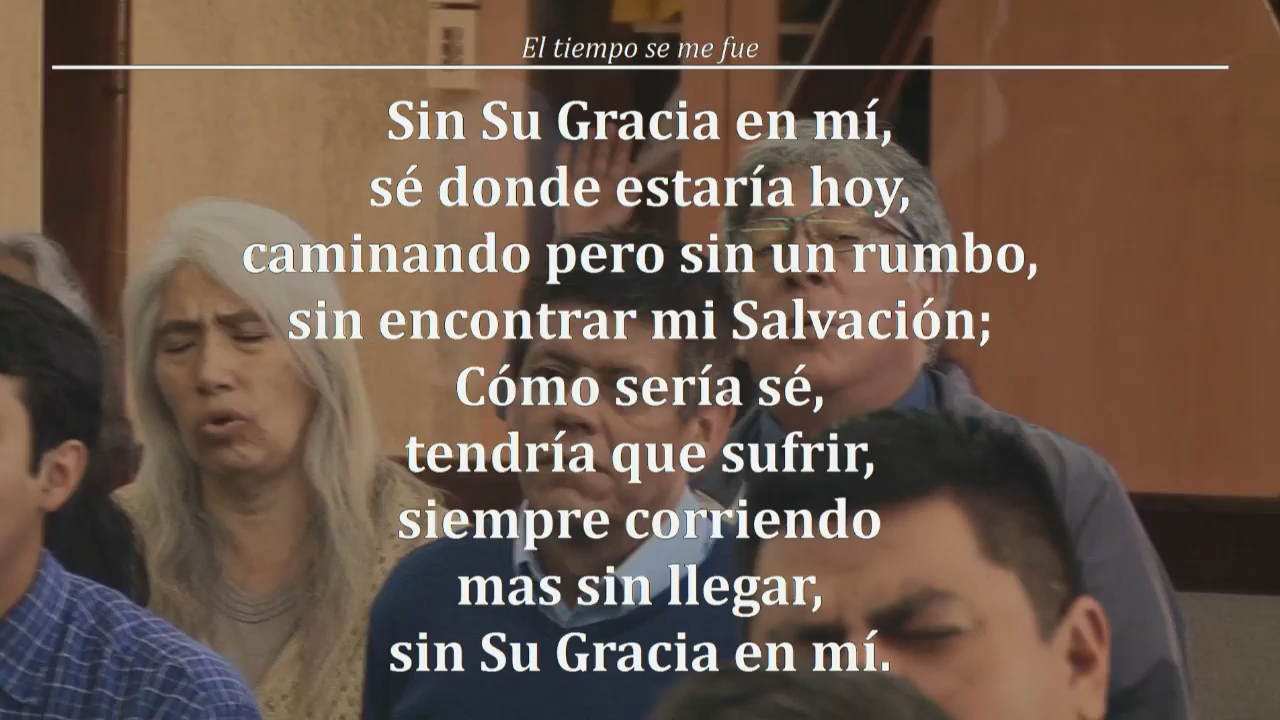 El tiempo se me fue
Sin Su Gracia en mí,
sé donde estaría hoy,
caminando pero sin un rumbo,
sin encontrar mi Salvación;
Cómo sería sé,
tendría que sufrir,
siempre corriendo
mas sin llegar,
sin Su Gracia en mí.